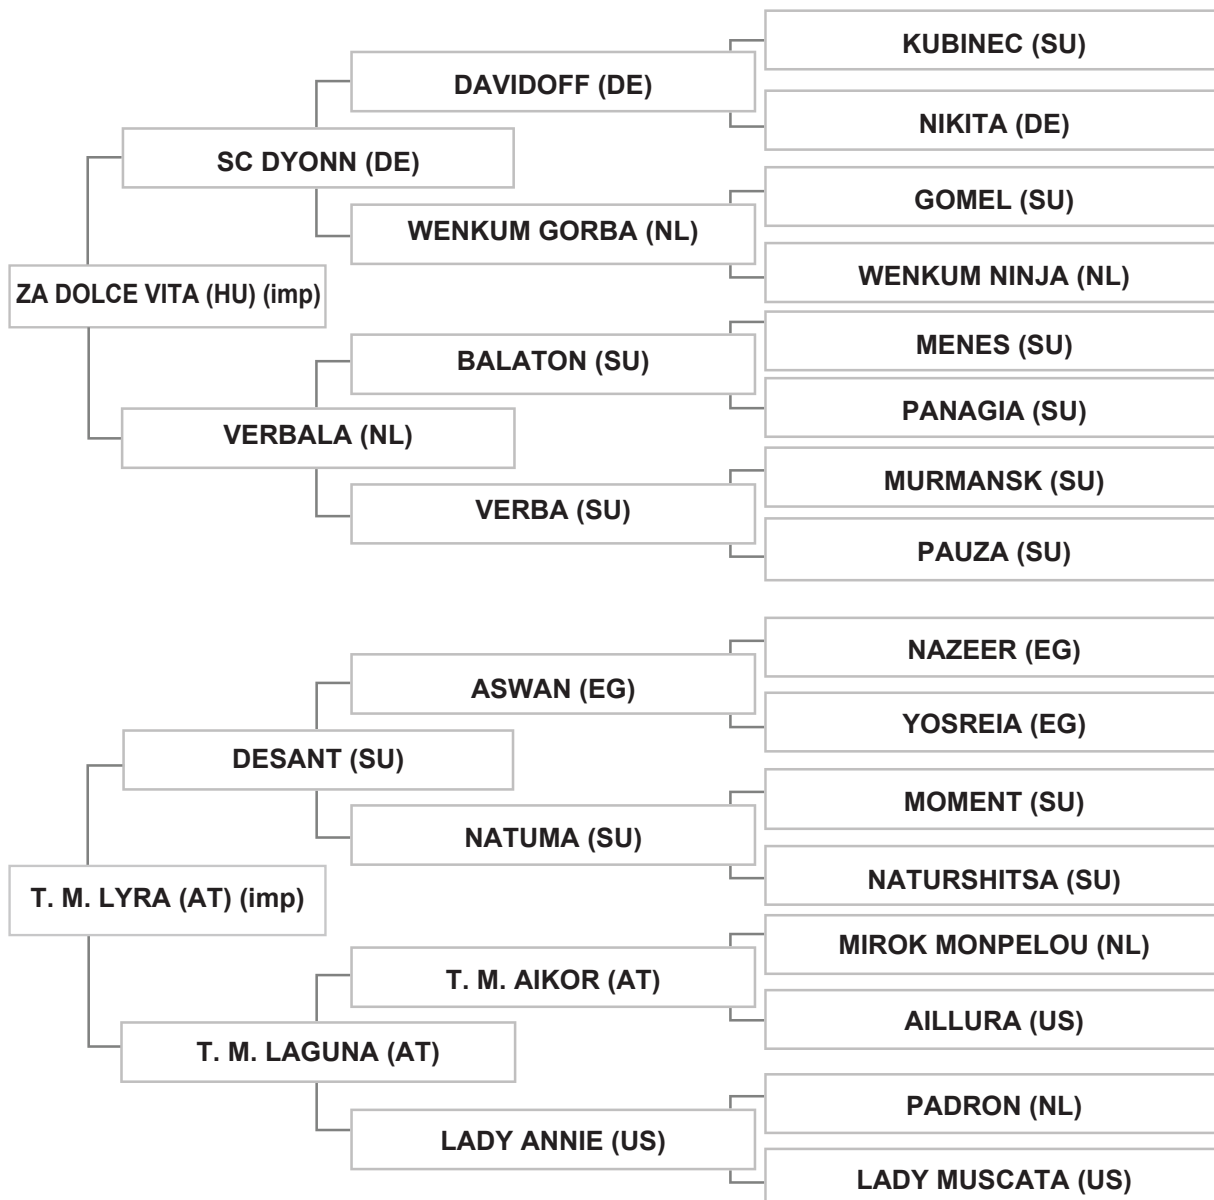 KUBINEC (SU)
DAVIDOFF (DE)
NIKITA (DE)
SC DYONN (DE)
GOMEL (SU)
WENKUM GORBA (NL)
WENKUM NINJA (NL)
ZA DOLCE VITA (HU) (imp)
MENES (SU)
BALATON (SU)
PANAGIA (SU)
VERBALA (NL)
MURMANSK (SU)
VERBA (SU)
PAUZA (SU)
NAZEER (EG)
ASWAN (EG)
YOSREIA (EG)
DESANT (SU)
MOMENT (SU)
NATUMA (SU)
NATURSHITSA (SU)
T. M. LYRA (AT) (imp)
MIROK MONPELOU (NL)
T. M. AIKOR (AT)
AILLURA (US)
T. M. LAGUNA (AT)
PADRON (NL)
LADY ANNIE (US)
LADY MUSCATA (US)